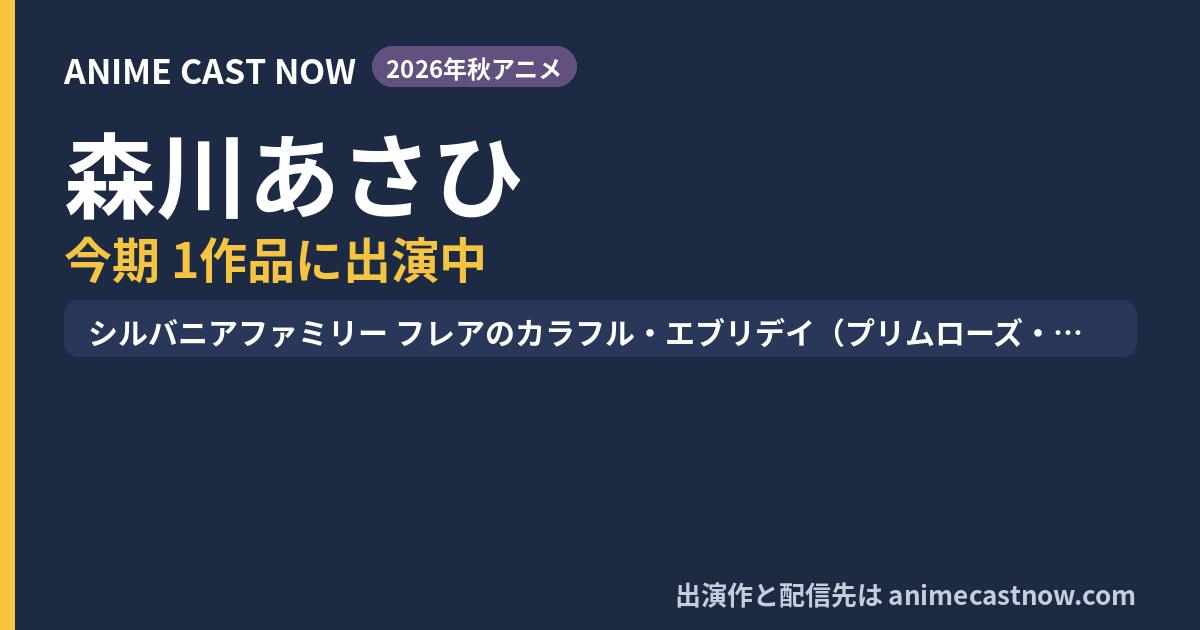 ANIME CAST NOW 2026年秋アニメ
森川あさひ
今期 1作品に出演中
シルバニアファミリー フレアのカラフル・エブリデイ（プリムローズ・…
出演作と配信先は animecastnow.com